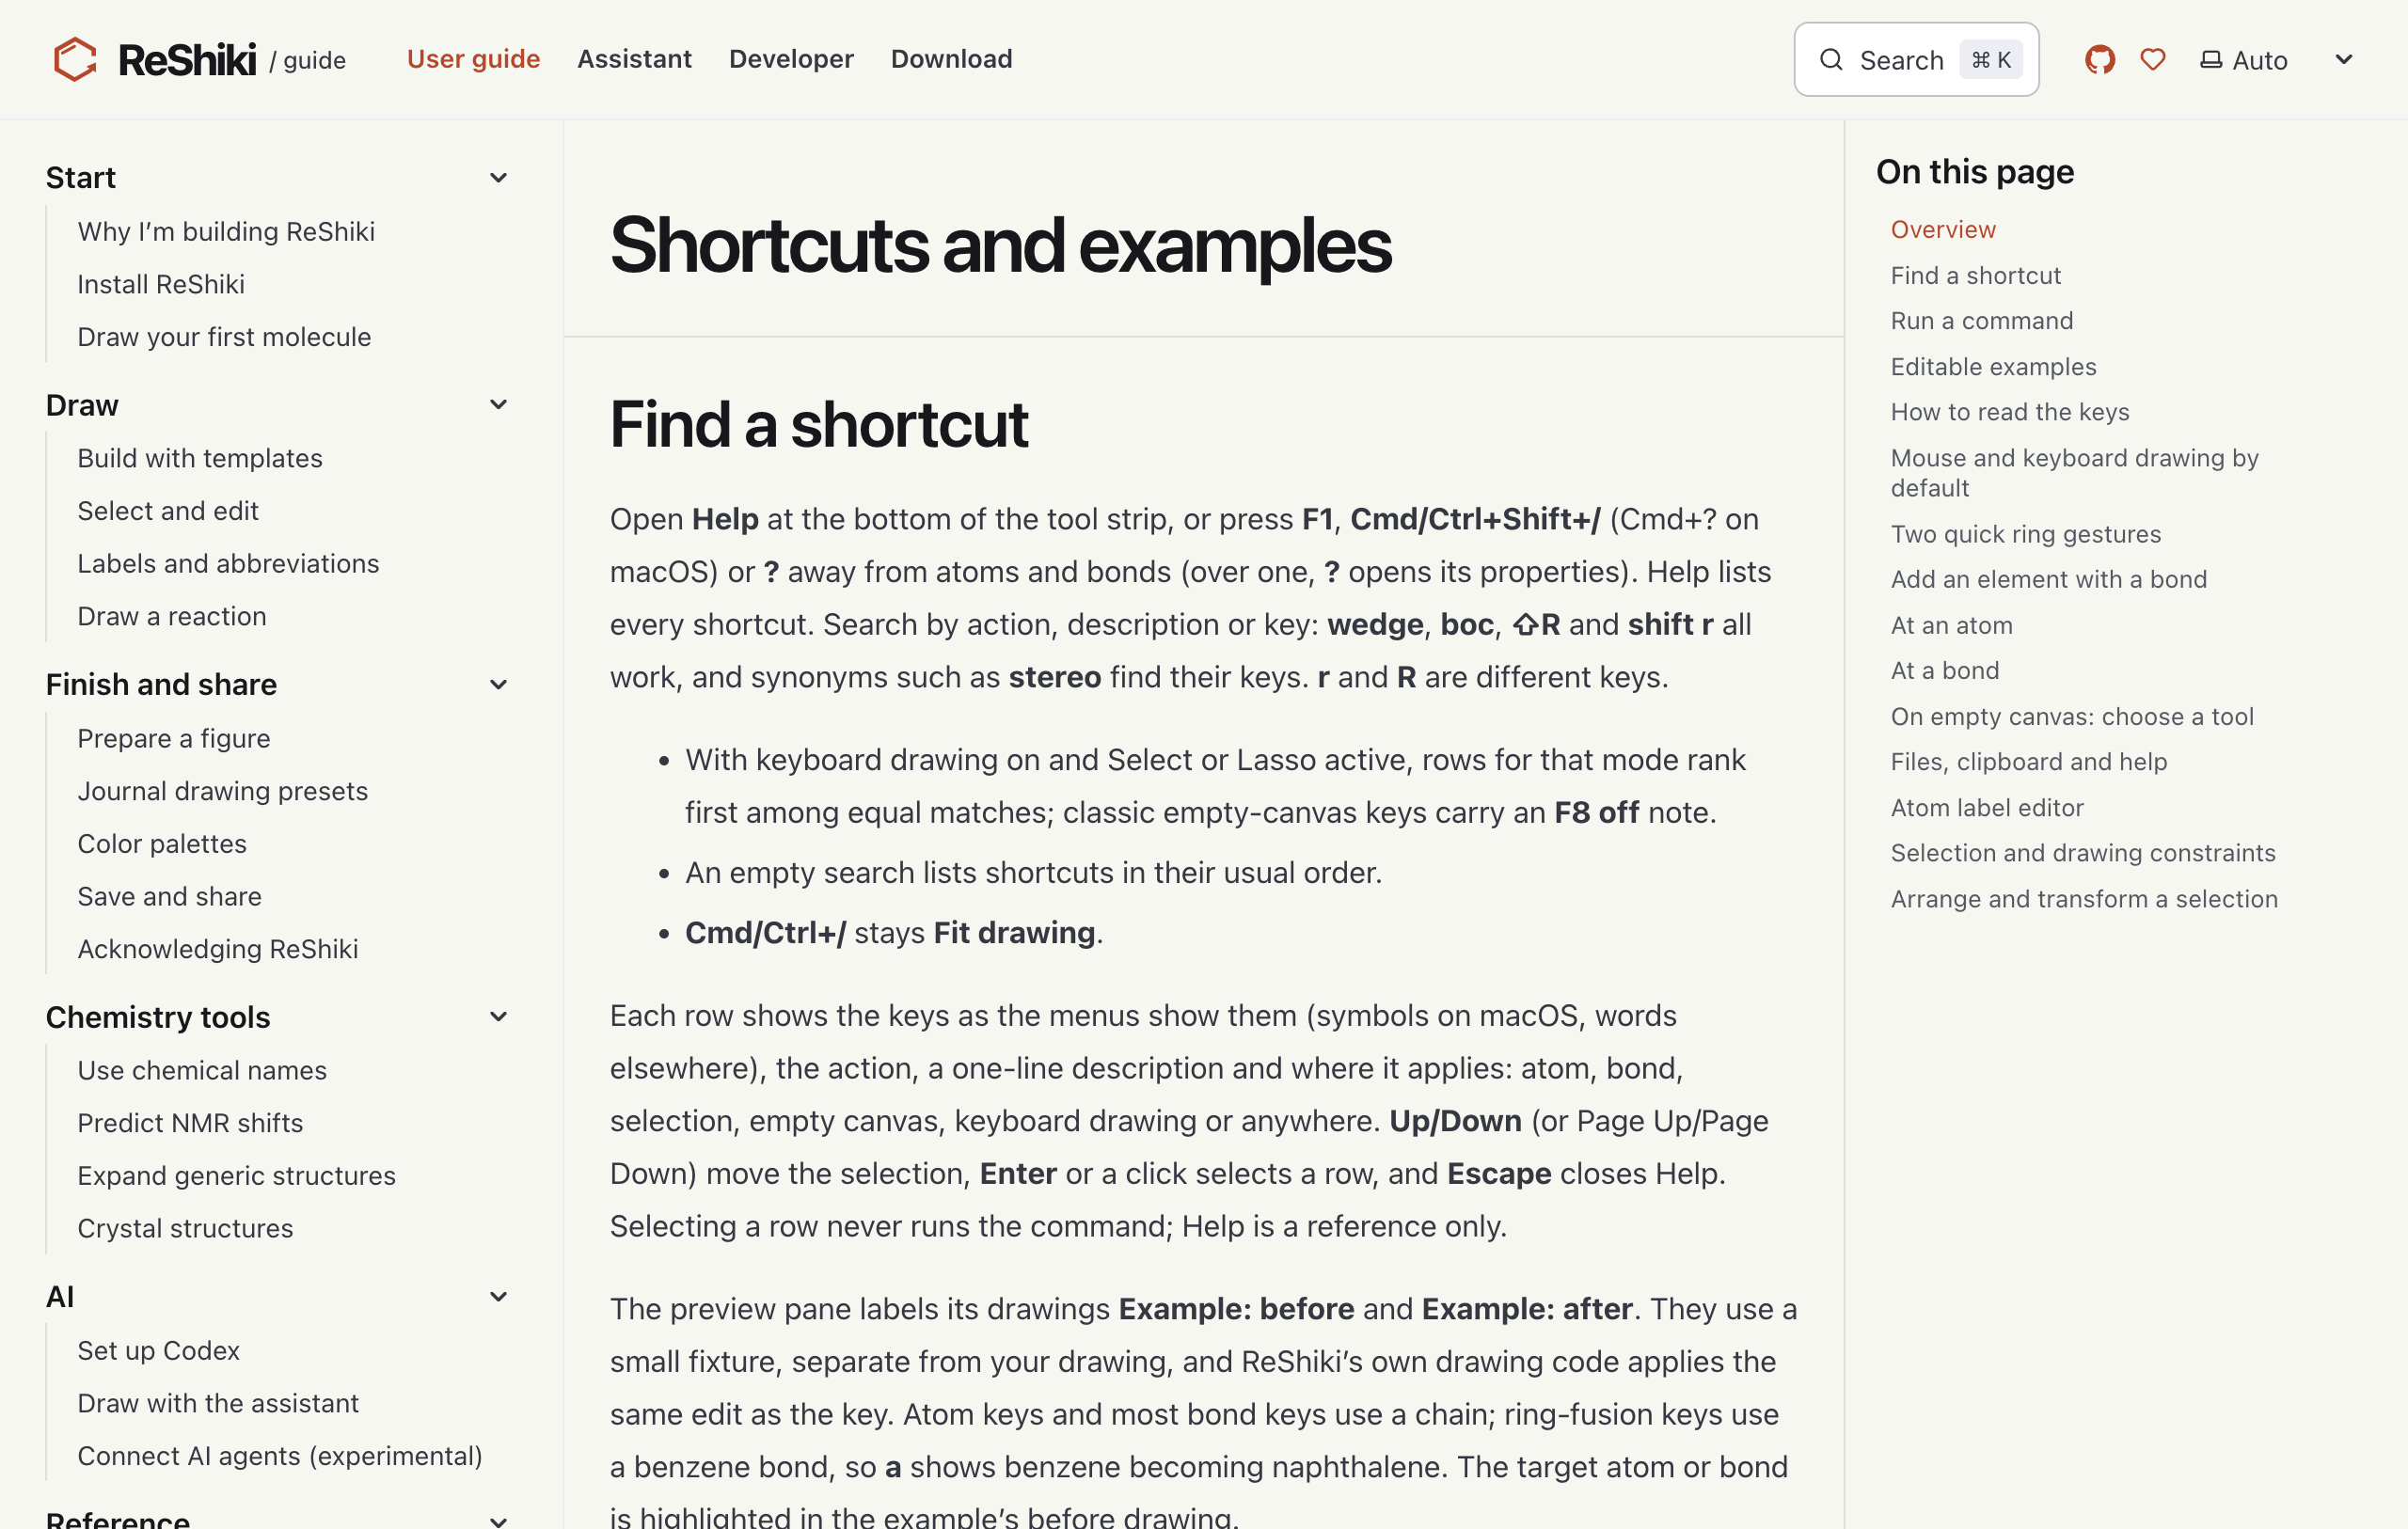 ReShiki / guide
User guide
Assistant
Developer
Download
Search ⌘ K
Auto
Start
Why I’m building ReShiki
Install ReShiki
Draw your first molecule
Draw
Build with templates
Select and edit
Labels and abbreviations
Draw a reaction
Finish and share
Prepare a figure
Journal drawing presets
Color palettes
Save and share
Acknowledging ReShiki
Chemistry tools
Use chemical names
Predict NMR shifts
Expand generic structures
Crystal structures
AI
Set up Codex
Draw with the assistant
Connect AI agents (experimental)
Reference
Shortcuts and examples
Find a shortcut
Open Help at the bottom of the tool strip, or press F1, Cmd/Ctrl+Shift+/ (Cmd+? on
macOS) or ? away from atoms and bonds (over one, ? opens its properties). Help lists
every shortcut. Search by action, description or key: wedge, boc, ⇧R and shift r all
work, and synonyms such as stereo find their keys. r and R are different keys.
• With keyboard drawing on and Select or Lasso active, rows for that mode rank
first among equal matches; classic empty-canvas keys carry an F8 off note.
• An empty search lists shortcuts in their usual order.
• Cmd/Ctrl+/ stays Fit drawing.
Each row shows the keys as the menus show them (symbols on macOS, words
elsewhere), the action, a one-line description and where it applies: atom, bond,
selection, empty canvas, keyboard drawing or anywhere. Up/Down (or Page Up/Page
Down) move the selection, Enter or a click selects a row, and Escape closes Help.
Selecting a row never runs the command; Help is a reference only.
The preview pane labels its drawings Example: before and Example: after. They use a
small fixture, separate from your drawing, and ReShiki’s own drawing code applies the
same edit as the key. Atom keys and most bond keys use a chain; ring-fusion keys use
a benzene bond, so a shows benzene becoming naphthalene. The target atom or bond
is highlighted in the example’s before drawing.
On this page
Overview
Find a shortcut
Run a command
Editable examples
How to read the keys
Mouse and keyboard drawing by
default
Two quick ring gestures
Add an element with a bond
At an atom
At a bond
On empty canvas: choose a tool
Files, clipboard and help
Atom label editor
Selection and drawing constraints
Arrange and transform a selection